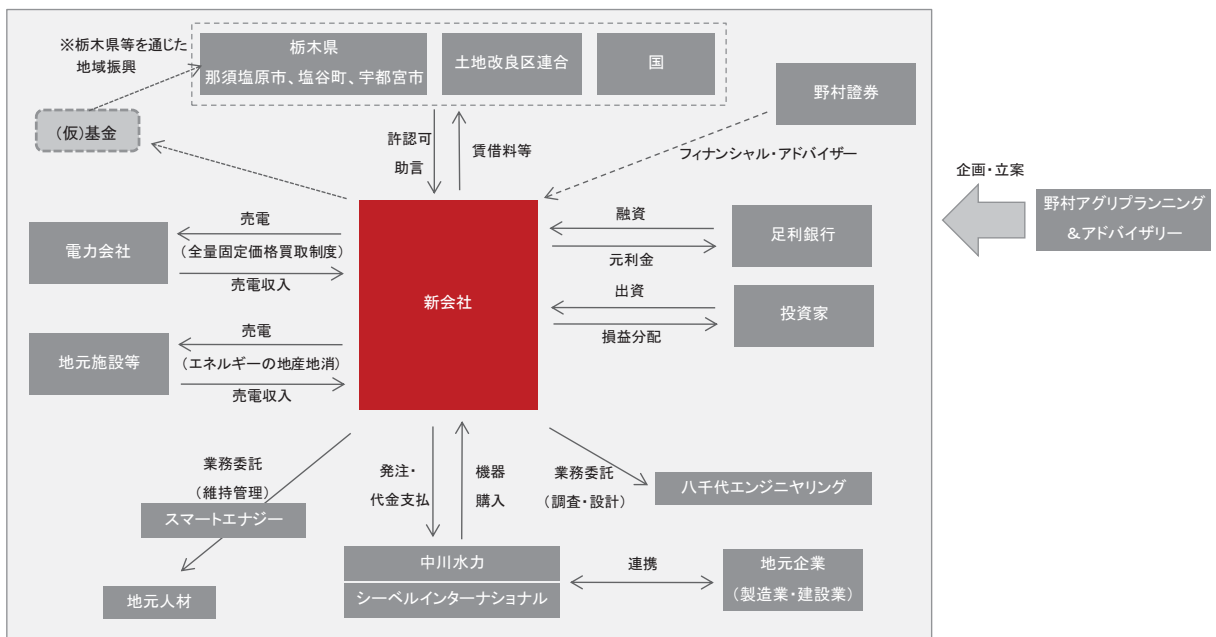 ※栃木県等を通じた
地域振興
栃木県
那須塩原市、塩谷町、宇都宮市
土地改良区連合
国
野村證券
(仮)基金
許認可
助言
賃借料等
フィナンシャル・アドバイザー
企画・立案
野村アグリプランニング
&アドバイザリー
電力会社
売電
(全量固定価格買取制度)
売電収入
新会社
融資
元利金
足利銀行
出資
損益分配
投資家
地元施設等
売電
(エネルギーの地産地消)
売電収入
業務委託
(維持管理)
スマートエナジー
地元人材
発注・
代金支払
機器
購入
業務委託
(調査・設計)
八千代エンジニヤリング
中川水力
シーベルインターナショナル
連携
地元企業
(製造業・建設業)